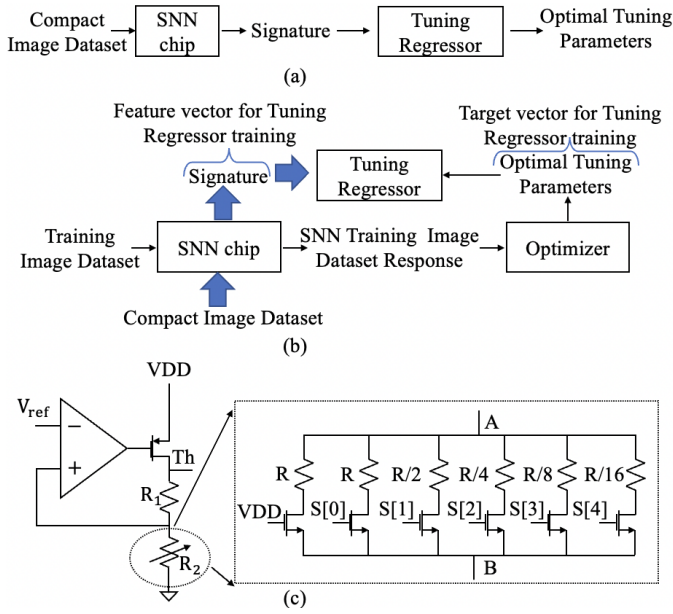 Compact
Image Dataset
SNN
chip
Signature
Tuning
Regressor
Optimal Tuning
Parameters
(a)
Feature vector for Tuning
Regressor training
Target vector for Tuning
Regressor training
Signature
Tuning
Regressor
Optimal Tuning
Parameters
Training
Image Dataset
SNN chip
SNN Training Image
Dataset Response
Optimizer
Compact Image Dataset
(b)
VDD
Vref
−
+
Th
R1
R2
A
R R R/2 R/4 R/8 R/16
VDD S[0] S[1] S[2] S[3] S[4]
B
(c)